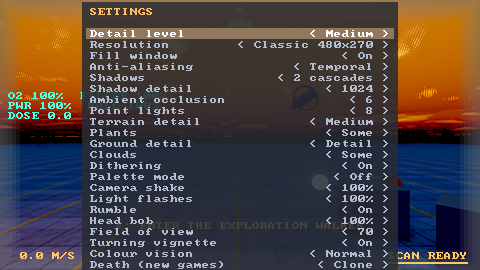 SETTINGS
Detail level < Medium >
Resolution < Classic 480x270 >
Fill window < On >
Anti-aliasing < Temporal >
Shadows < 2 cascades >
Shadow detail < 1024 >
Ambient occlusion < 6 >
Point lights < 8 >
Terrain detail < Medium >
Plants < Some >
Ground detail < Detail >
Clouds < Some >
Dithering < On >
Palette mode < Off >
Camera shake < 100% >
Light flashes < 100% >
Rumble < On >
Head bob < 100% >
Field of view < 70 >
Turning vignette < On >
Colour vision < Normal >
Death (new games) < Clone >
O2 100%
PWR 100%
DOSE 0.0
THE EXPLORATION
0.0 M/S
SCAN READY